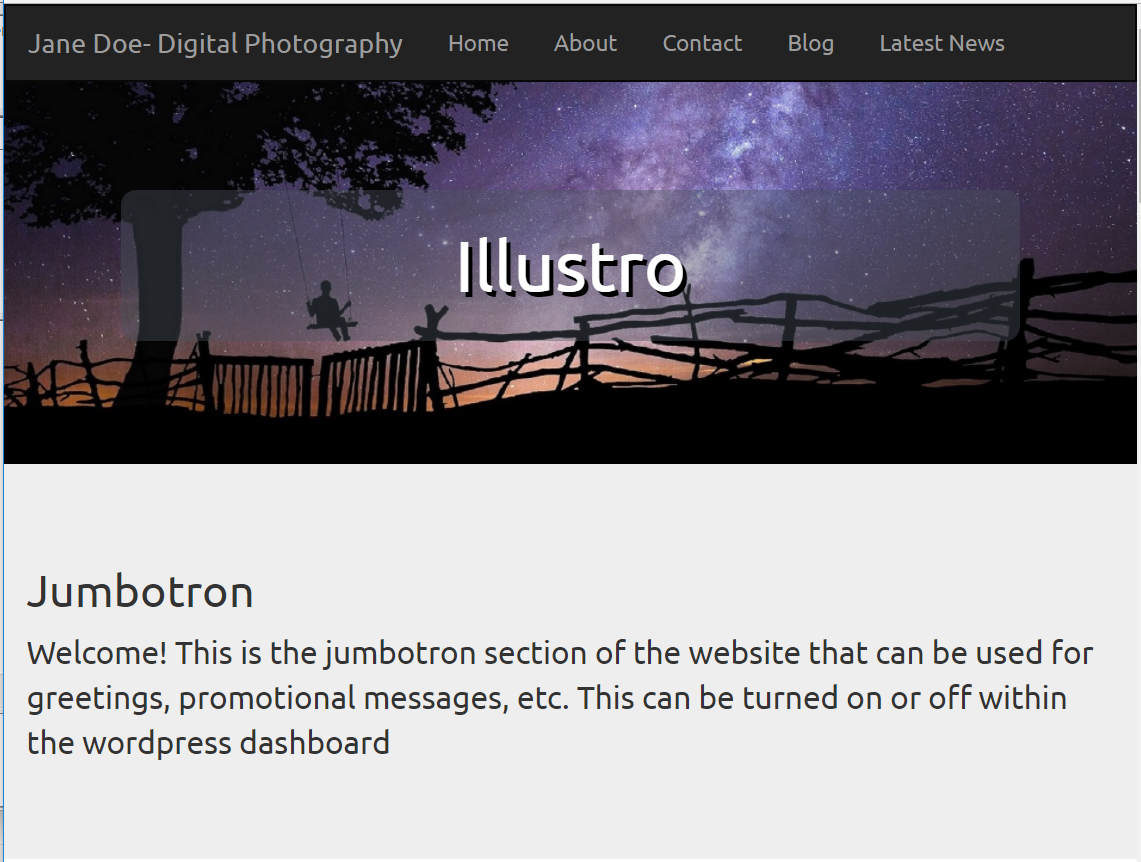 Jane Doe- Digital Photography Home About Contact Blog Latest News
Illustro
Jumbotron
Welcome! This is the jumbotron section of the website that can be used for
greetings, promotional messages, etc. This can be turned on or off within
the wordpress dashboard